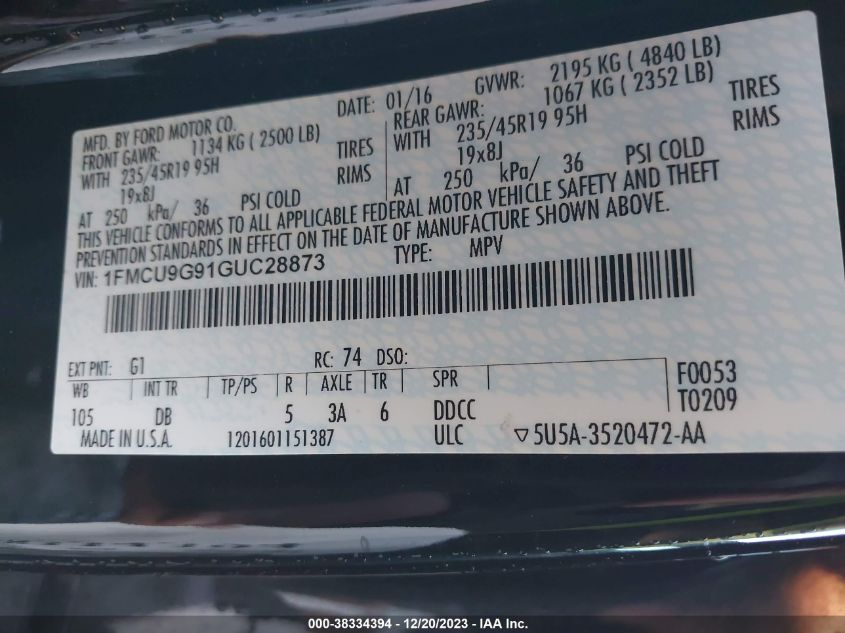 MFD. BY FORD MOTOR CO.
DATE: 01/16 GVWR: 2195 KG ( 4840 LB)
FRONT GAWR: 1134 KG ( 2500 LB)
WITH 235/45R19 95H TIRES
19x8J RIMS
AT 250 kPa/ 36 PSI COLD
REAR GAWR: 1067 KG ( 2352 LB)
WITH 235/45R19 95H TIRES
19x8J RIMS
AT 250 kPa/ 36 PSI COLD
THIS VEHICLE CONFORMS TO ALL APPLICABLE FEDERAL MOTOR VEHICLE SAFETY AND THEFT
PREVENTION STANDARDS IN EFFECT ON THE DATE OF MANUFACTURE SHOWN ABOVE.
VIN: 1FMCU9G91GUC28873 TYPE: MPV
EXT PNT: G1 RC: 74 DSO:
WB INT TR TP/PS R AXLE TR SPR F0053
105 DB 5 3A 6 DDCC T0209
MADE IN U.S.A. 1201601151387 ULC ▽5U5A-3520472-AA
000-38334394 - 12/20/2023 - IAA Inc.